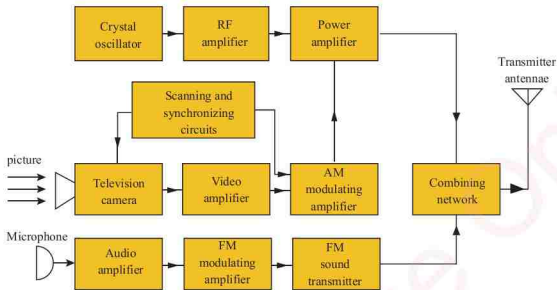 Crystal
oscillator
RF
amplifier
Power
amplifier
Transmitter
antennae
Scanning and
synchronizing
circuits
picture
Television
camera
Video
amplifier
AM
modulating
amplifier
Combining
network
Microphone
Audio
amplifier
FM
modulating
amplifier
FM
sound
transmitter